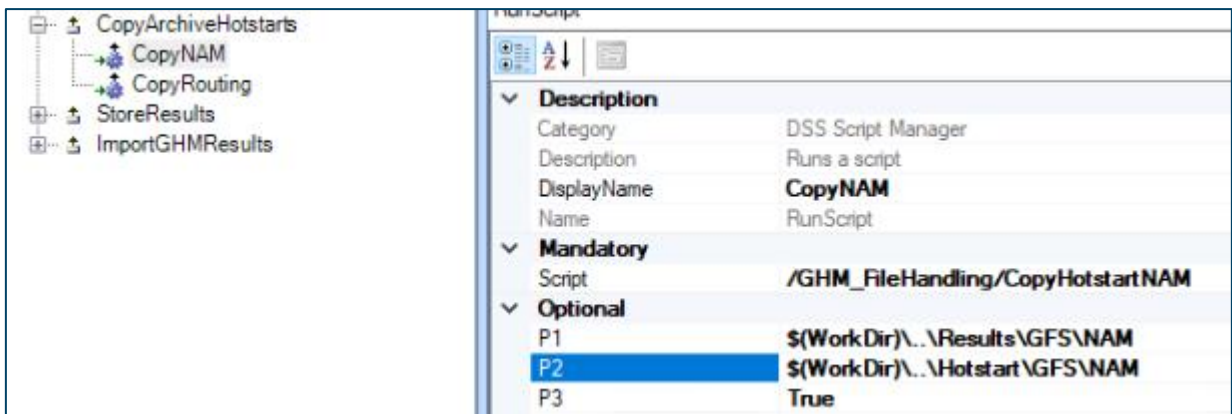 CopyArchiveHotstarts
CopyNAM
CopyRouting
StoreResults
ImportGHMResults
RunScript
Description
Category DSS Script Manager
Description Runs a script
DisplayName CopyNAM
Name RunScript
Mandatory
Script /GHM_FileHandling/CopyHotstartNAM
Optional
P1 $(WorkDir)\..\Results\GFS\NAM
P2 $(WorkDir)\..\Hotstart\GFS\NAM
P3 True